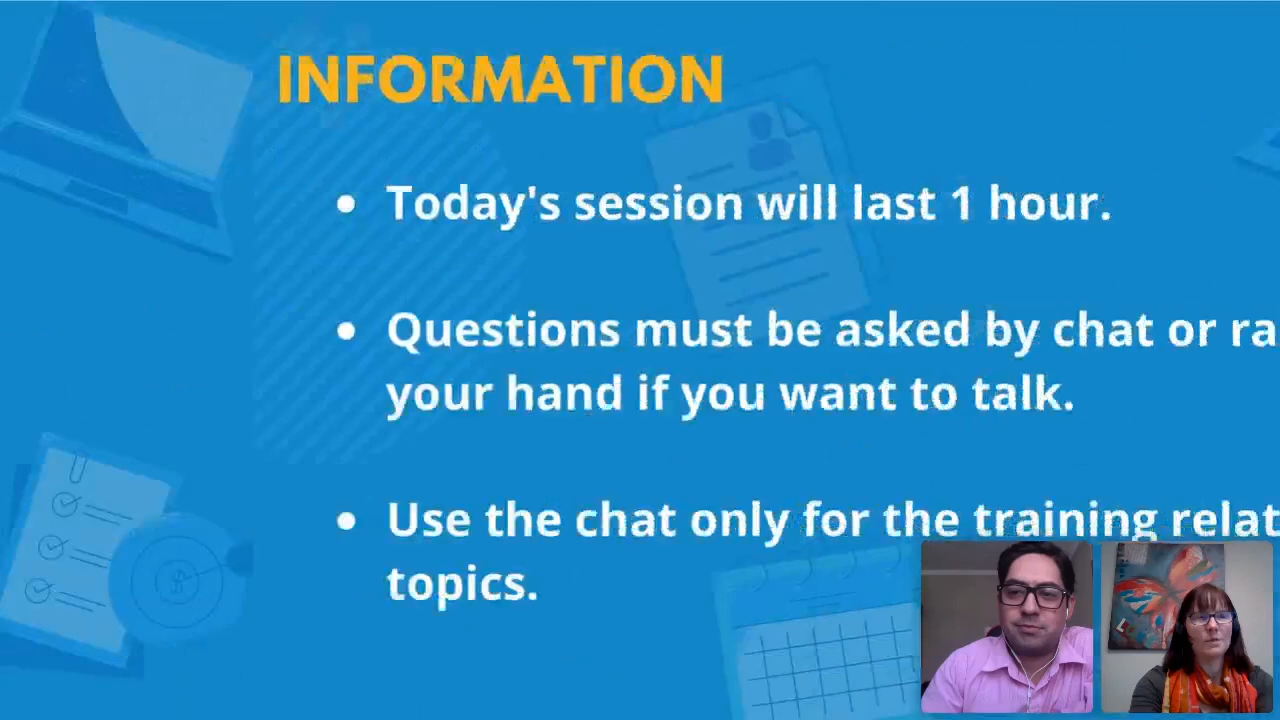 INFORMATION
Today's session will last 1 hour.
Questions must be asked by chat or ra
your hand if you want to talk.
Use the chat only for the training relat
topics.